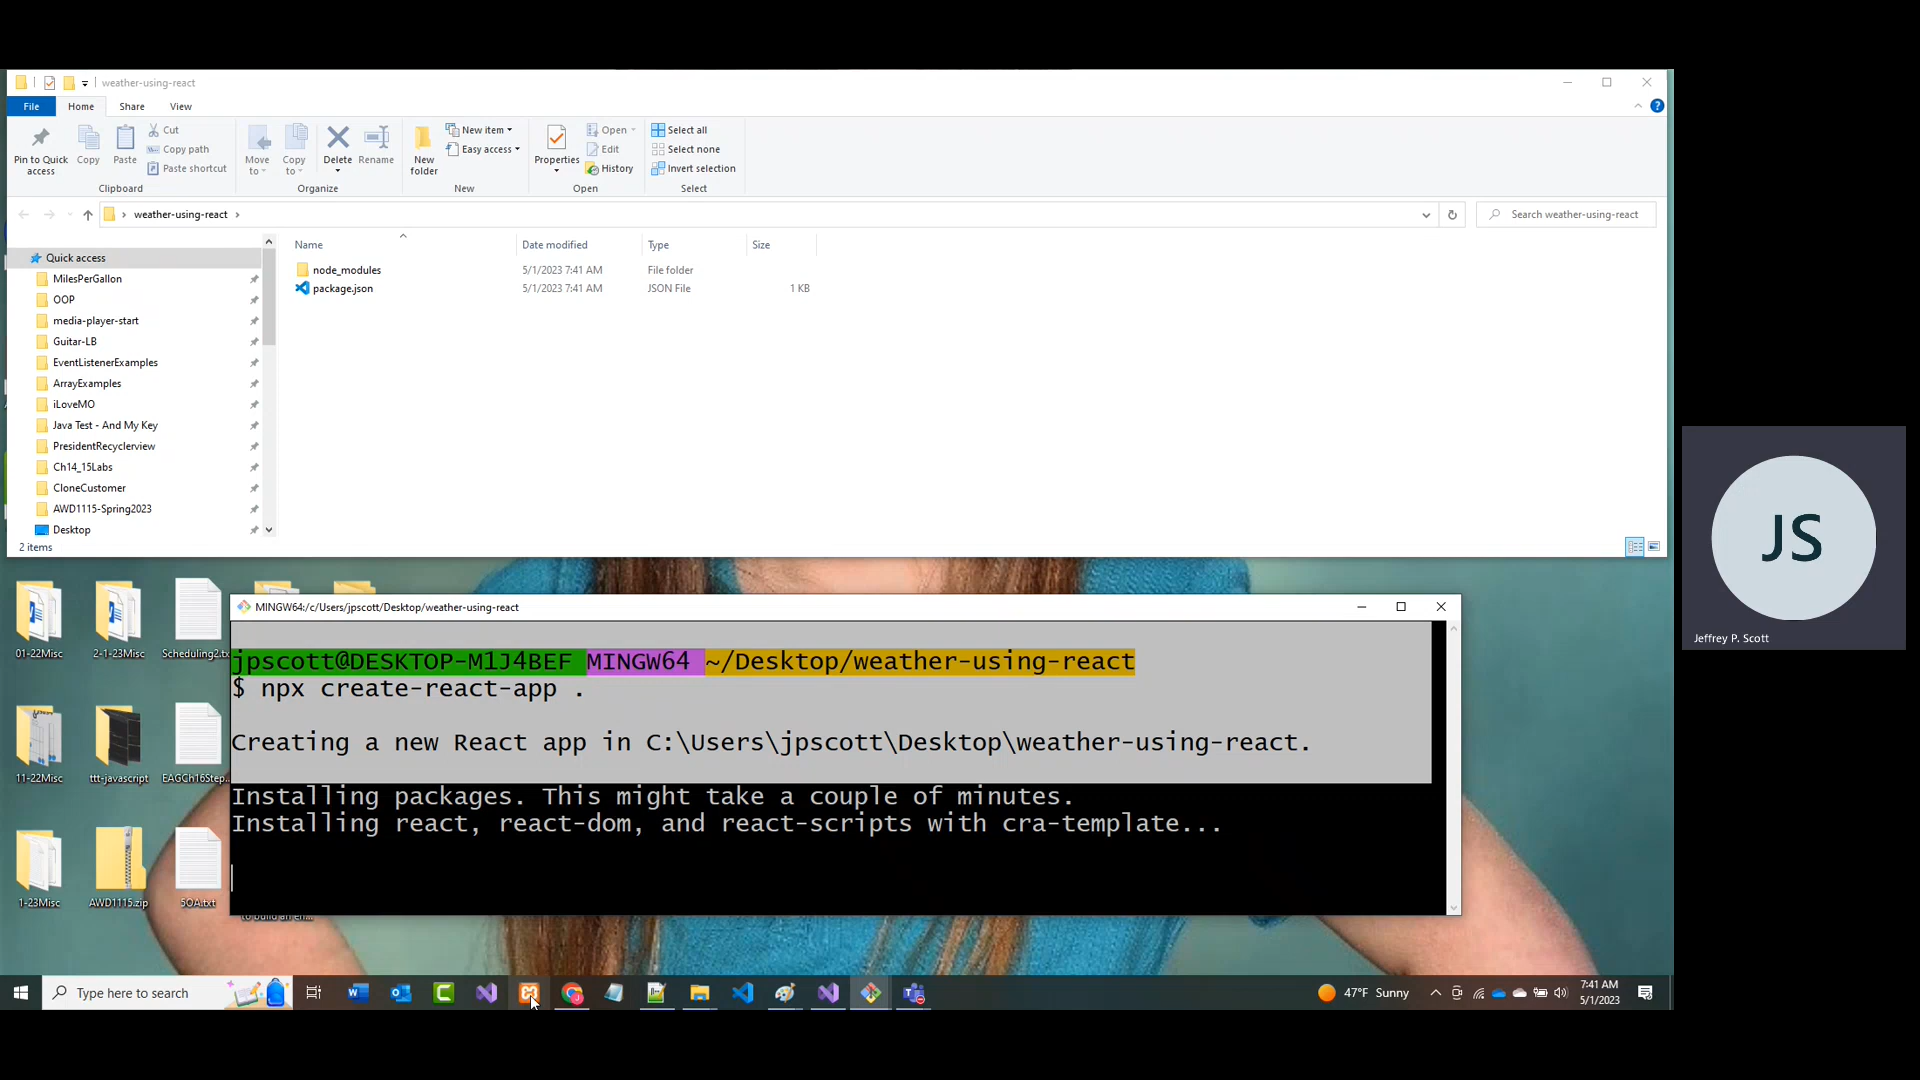 weather-using-react
File
Home
Share
View
Pin to Quick access
Copy
Paste
Cut
Copy path
Paste shortcut
Clipboard
Move to
Copy to
Delete
Rename
Organize
New folder
New item
Easy access
New
Properties
Open
Edit
History
Open
Select all
Select none
Invert selection
Select
weather-using-react
Search weather-using-react
Name
Date modified
Type
Size
node_modules 5/1/2023 7:41 AM File folder
package.json 5/1/2023 7:41 AM JSON File 1 KB
Quick access
MilesPerGallon
OOP
media-player-start
Guitar-LB
EventListenerExamples
ArrayExamples
iLoveMO
Java Test - And My Key
PresidentRecyclerview
Ch14_15Labs
CloneCustomer
AWD1115-Spring2023
Desktop
2 items
01-22Misc
2-1-23Misc
Scheduling2.tx
11-22Misc
ttt-javascript
EAGCh16Step...
1-23Misc
AWD1115.zip
SOA.txt
to build an en...
MINGW64:/c/Users/jpscott/Desktop/weather-using-react
jpscott@DESKTOP-M1J4BEF MINGW64 ~/Desktop/weather-using-react
$ npx create-react-app .
Creating a new React app in C:\Users\jpscott\Desktop\weather-using-react.
Installing packages. This might take a couple of minutes.
Installing react, react-dom, and react-scripts with cra-template...
JS
Jeffrey P. Scott
Type here to search
47°F Sunny
7:41 AM
5/1/2023